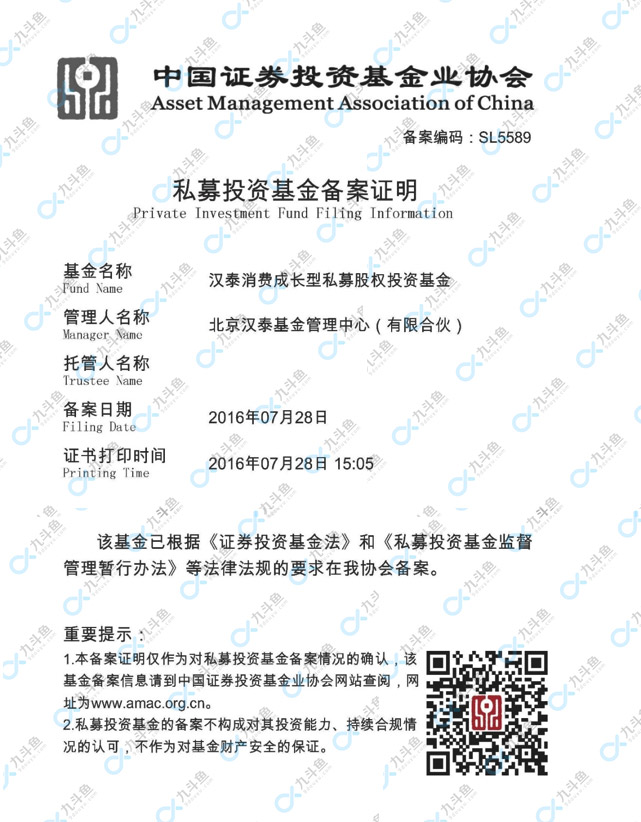 中国证券投资基金业协会
Asset Management Association of China
备案编码：SL5589
私募投资基金备案证明
Private Investment Fund Filing Information
基金名称
Fund Name
汉泰消费成长型私募股权投资基金
管理人名称
Manager Name
北京汉泰基金管理中心（有限合伙）
托管人名称
Trustee Name
备案日期
Filing Date
2016年07月28日
证书打印时间
Printing Time
2016年07月28日 15:05
该基金已根据《证券投资基金法》和《私募投资基金监督
管理暂行办法》等法律法规的要求在我协会备案。
重要提示：
1.本备案证明仅作为对私募投资基金备案情况的确认，该
基金备案信息请到中国证券投资基金业协会网站查阅，网
址为www.amac.org.cn。
2.私募投资基金的备案不构成对其投资能力、持续合规情
况的认可，不作为对基金财产安全的保证。
九斗鱼